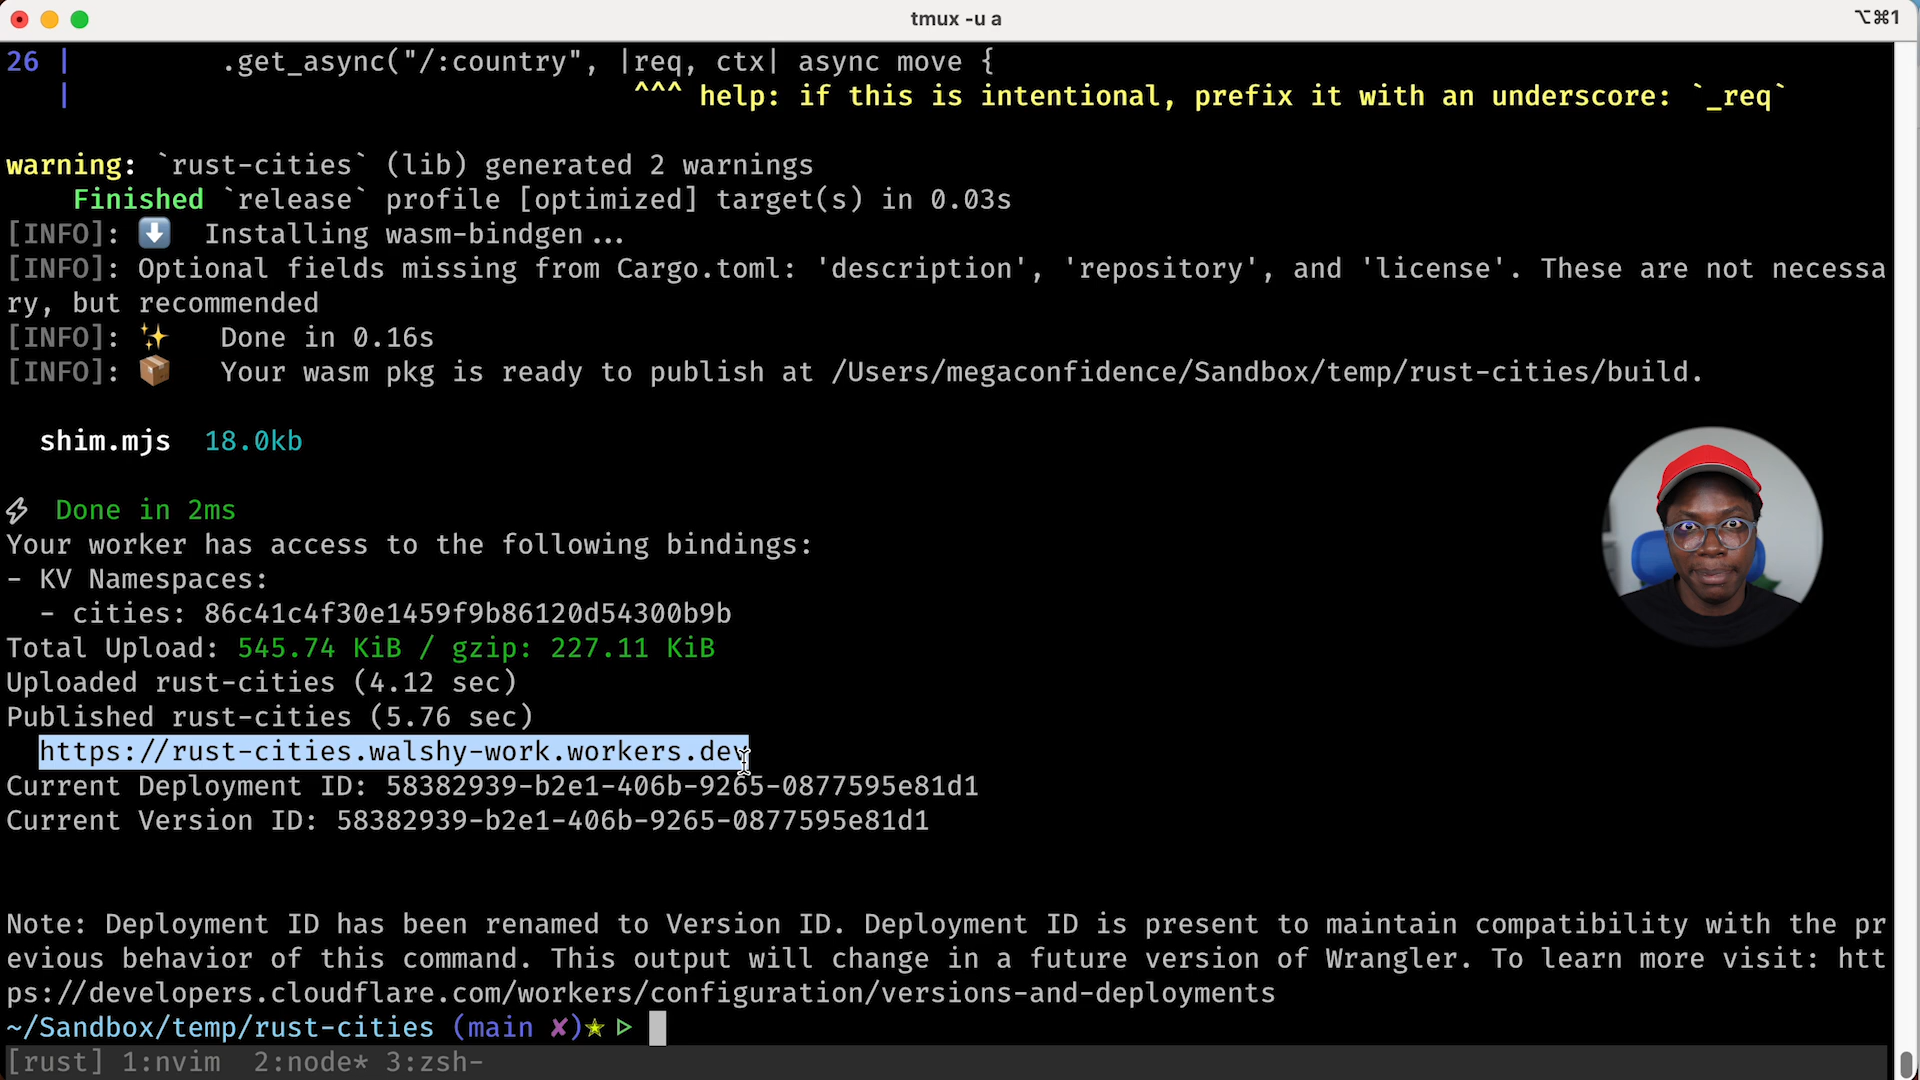 tmux -u a
⌥⌘1
26 |         .get_async("/:country", |req, ctx| async move {
   |                                  ^^^ help: if this is intentional, prefix it with an underscore: `_req`
warning: `rust-cities` (lib) generated 2 warnings
Finished `release` profile [optimized] target(s) in 0.03s
[INFO]: ⬇️  Installing wasm-bindgen...
[INFO]: Optional fields missing from Cargo.toml: 'description', 'repository', and 'license'. These are not necessa
ry, but recommended
[INFO]: ✨  Done in 0.16s
[INFO]: 📦  Your wasm pkg is ready to publish at /Users/megaconfidence/Sandbox/temp/rust-cities/build.
shim.mjs  18.0kb
⚡ Done in 2ms
Your worker has access to the following bindings:
- KV Namespaces:
  - cities: 86c41c4f30e1459f9b86120d54300b9b
Total Upload: 545.74 KiB / gzip: 227.11 KiB
Uploaded rust-cities (4.12 sec)
Published rust-cities (5.76 sec)
  https://rust-cities.walshy-work.workers.dev
Current Deployment ID: 58382939-b2e1-406b-9265-0877595e81d1
Current Version ID: 58382939-b2e1-406b-9265-0877595e81d1
Note: Deployment ID has been renamed to Version ID. Deployment ID is present to maintain compatibility with the pr
evious behavior of this command. This output will change in a future version of Wrangler. To learn more visit: htt
ps://developers.cloudflare.com/workers/configuration/versions-and-deployments
~/Sandbox/temp/rust-cities (main ✘)★ ▷
[rust] 1:nvim  2:node* 3:zsh-